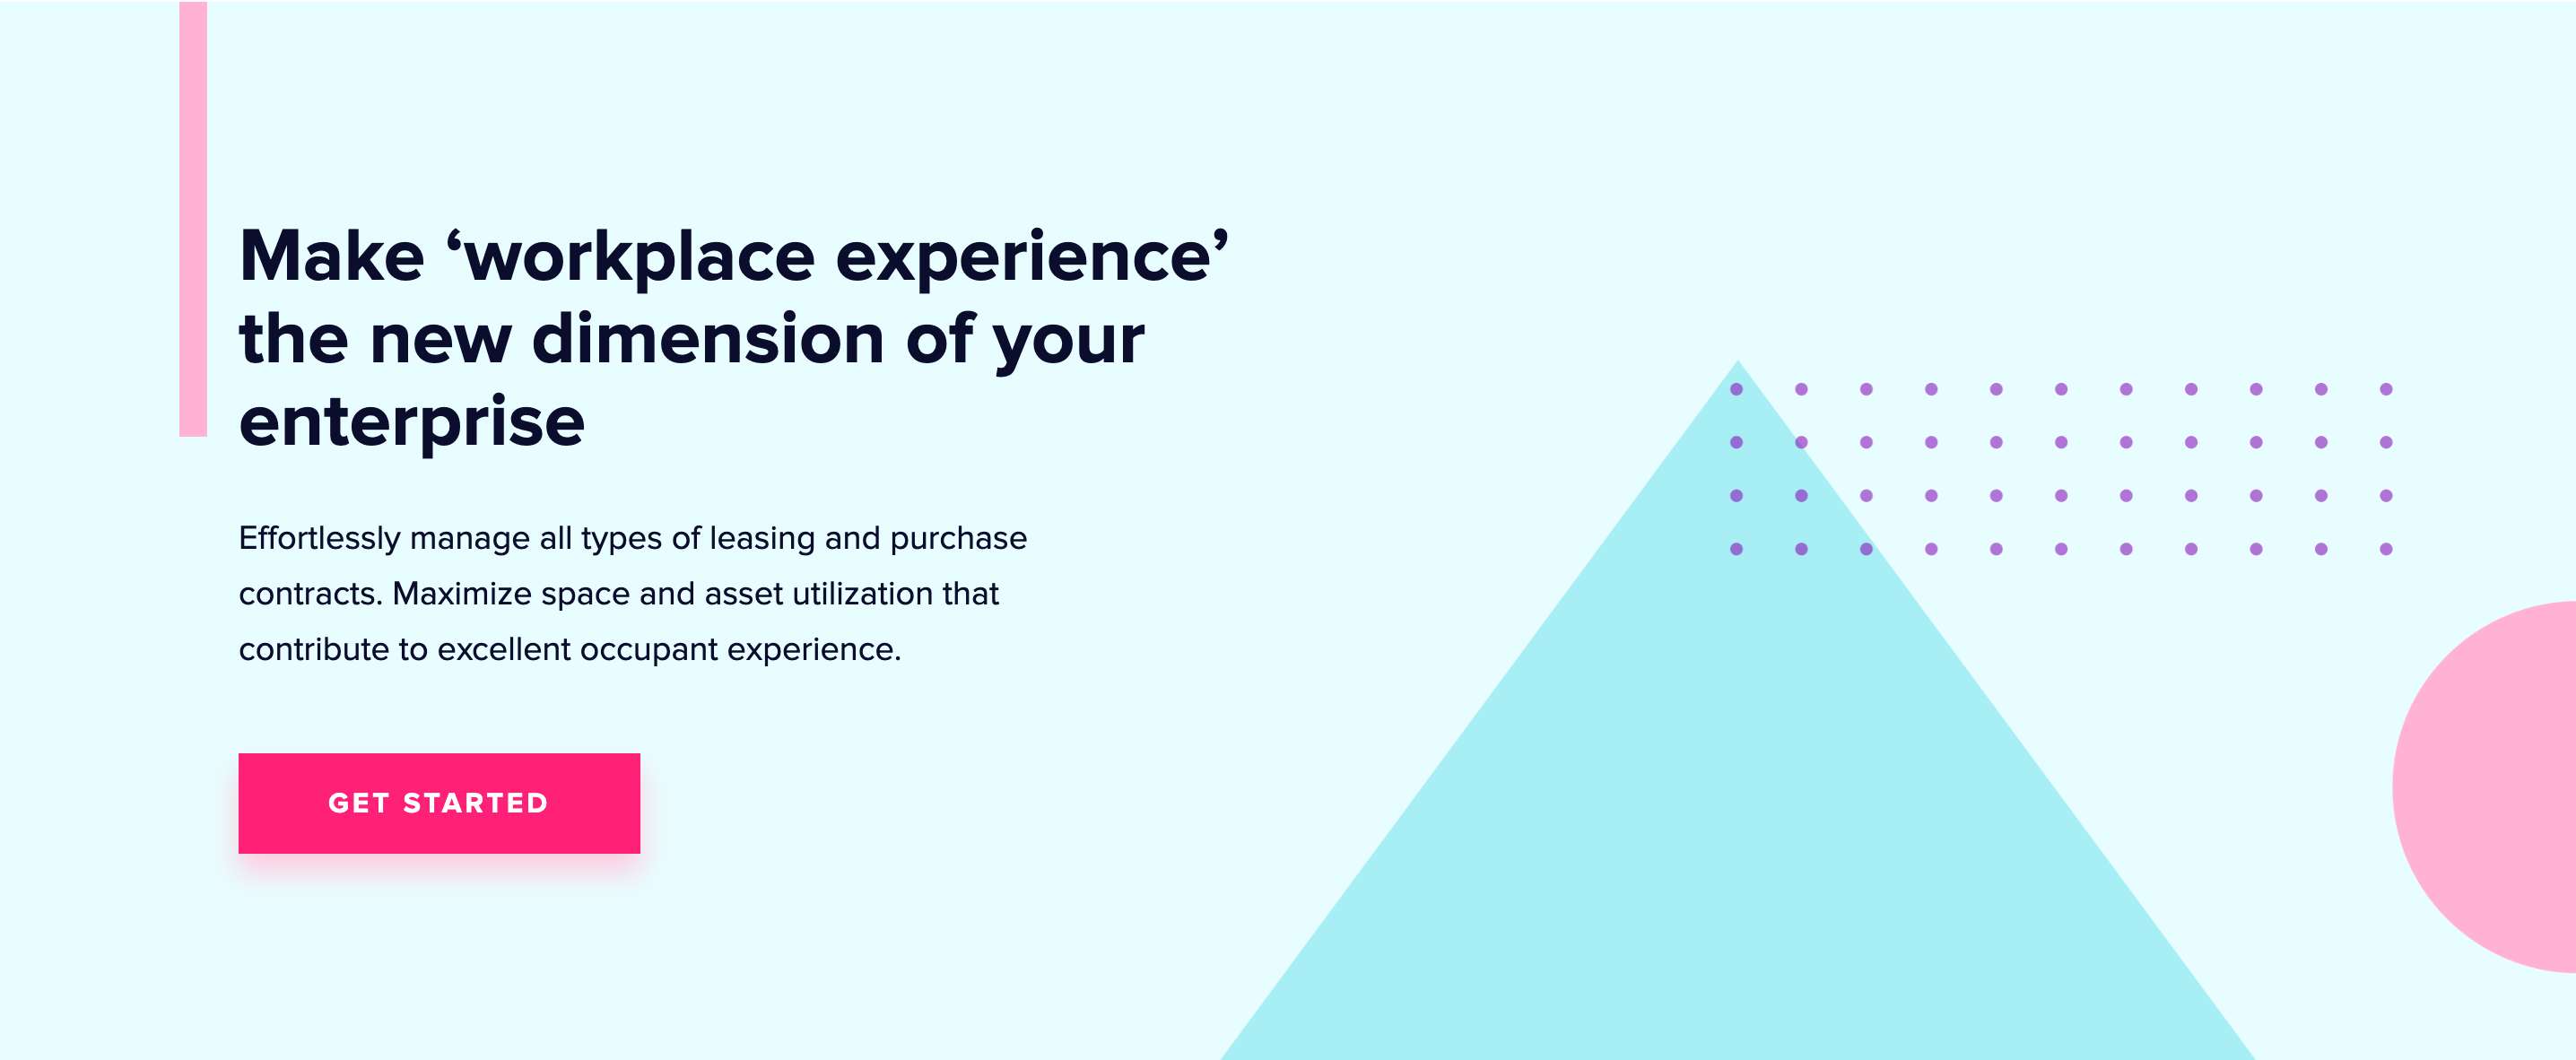 Make ‘workplace experience’
the new dimension of your
enterprise
Effortlessly manage all types of leasing and purchase
contracts. Maximize space and asset utilization that
contribute to excellent occupant experience.
GET STARTED